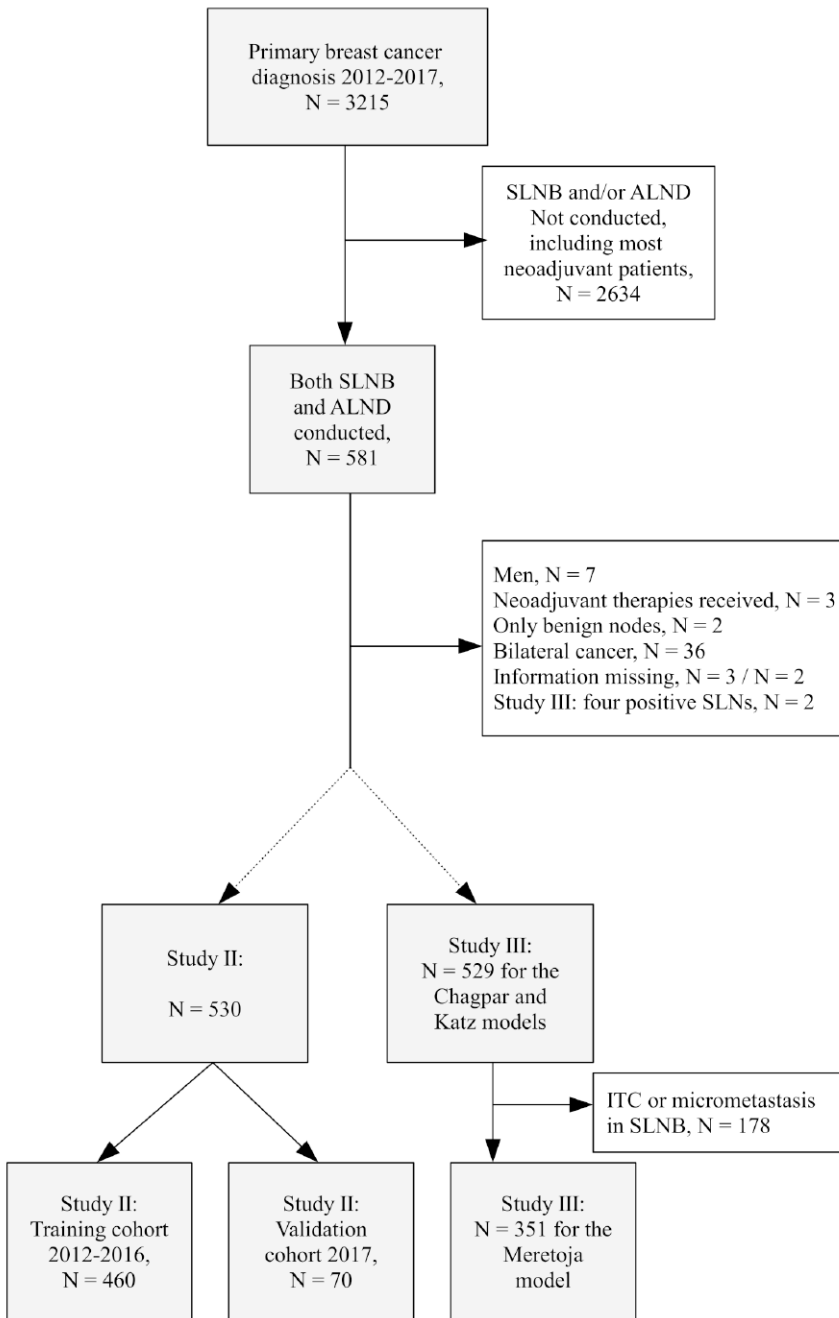 Primary breast cancer
diagnosis 2012-2017,
N = 3215
SLNB and/or ALND
Not conducted,
including most
neoadjuvant patients,
N = 2634
Both SLNB
and ALND
conducted,
N = 581
Men, N = 7
Neoadjuvant therapies received, N = 3
Only benign nodes, N = 2
Bilateral cancer, N = 36
Information missing, N = 3 / N = 2
Study III: four positive SLNs, N = 2
Study II:
N = 530
Study III:
N = 529 for the
Chagpar and
Katz models
ITC or micrometastasis
in SLNB, N = 178
Study II:
Training cohort
2012-2016,
N = 460
Study II:
Validation
cohort 2017,
N = 70
Study III:
N = 351 for the
Meretoja
model